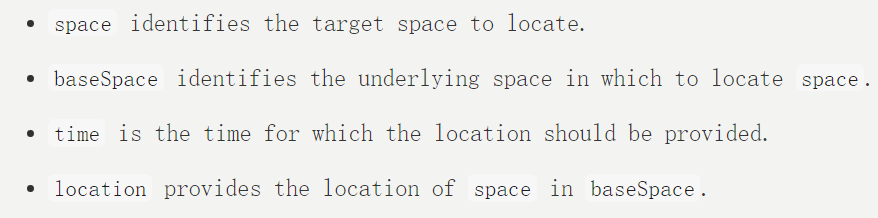 • space identifies the target space to locate.
• baseSpace identifies the underlying space in which to locate space.
• time is the time for which the location should be provided.
• location provides the location of space in baseSpace.